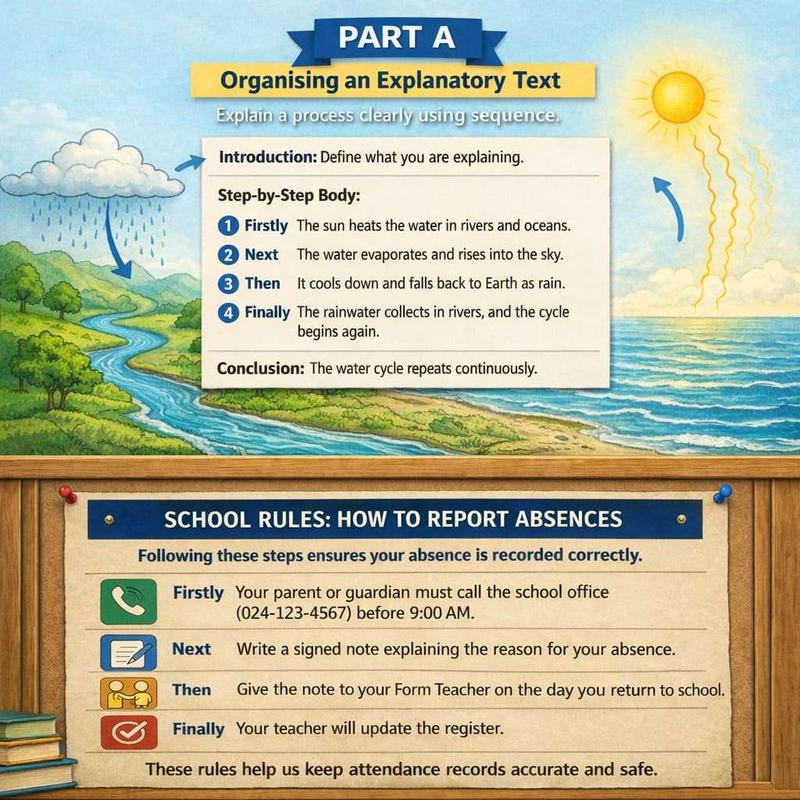 PART A
Organising an Explanatory Text
Explain a process clearly using sequence.
Introduction: Define what you are explaining.
Step-by-Step Body:
1 Firstly The sun heats the water in rivers and oceans.
2 Next The water evaporates and rises into the sky.
3 Then It cools down and falls back to Earth as rain.
4 Finally The rainwater collects in rivers, and the cycle
begins again.
Conclusion: The water cycle repeats continuously.
SCHOOL RULES: HOW TO REPORT ABSENCES
Following these steps ensures your absence is recorded correctly.
Firstly Your parent or guardian must call the school office
(024-123-4567) before 9:00 AM.
Next Write a signed note explaining the reason for your absence.
Then Give the note to your Form Teacher on the day you return to school.
Finally Your teacher will update the register.
These rules help us keep attendance records accurate and safe.